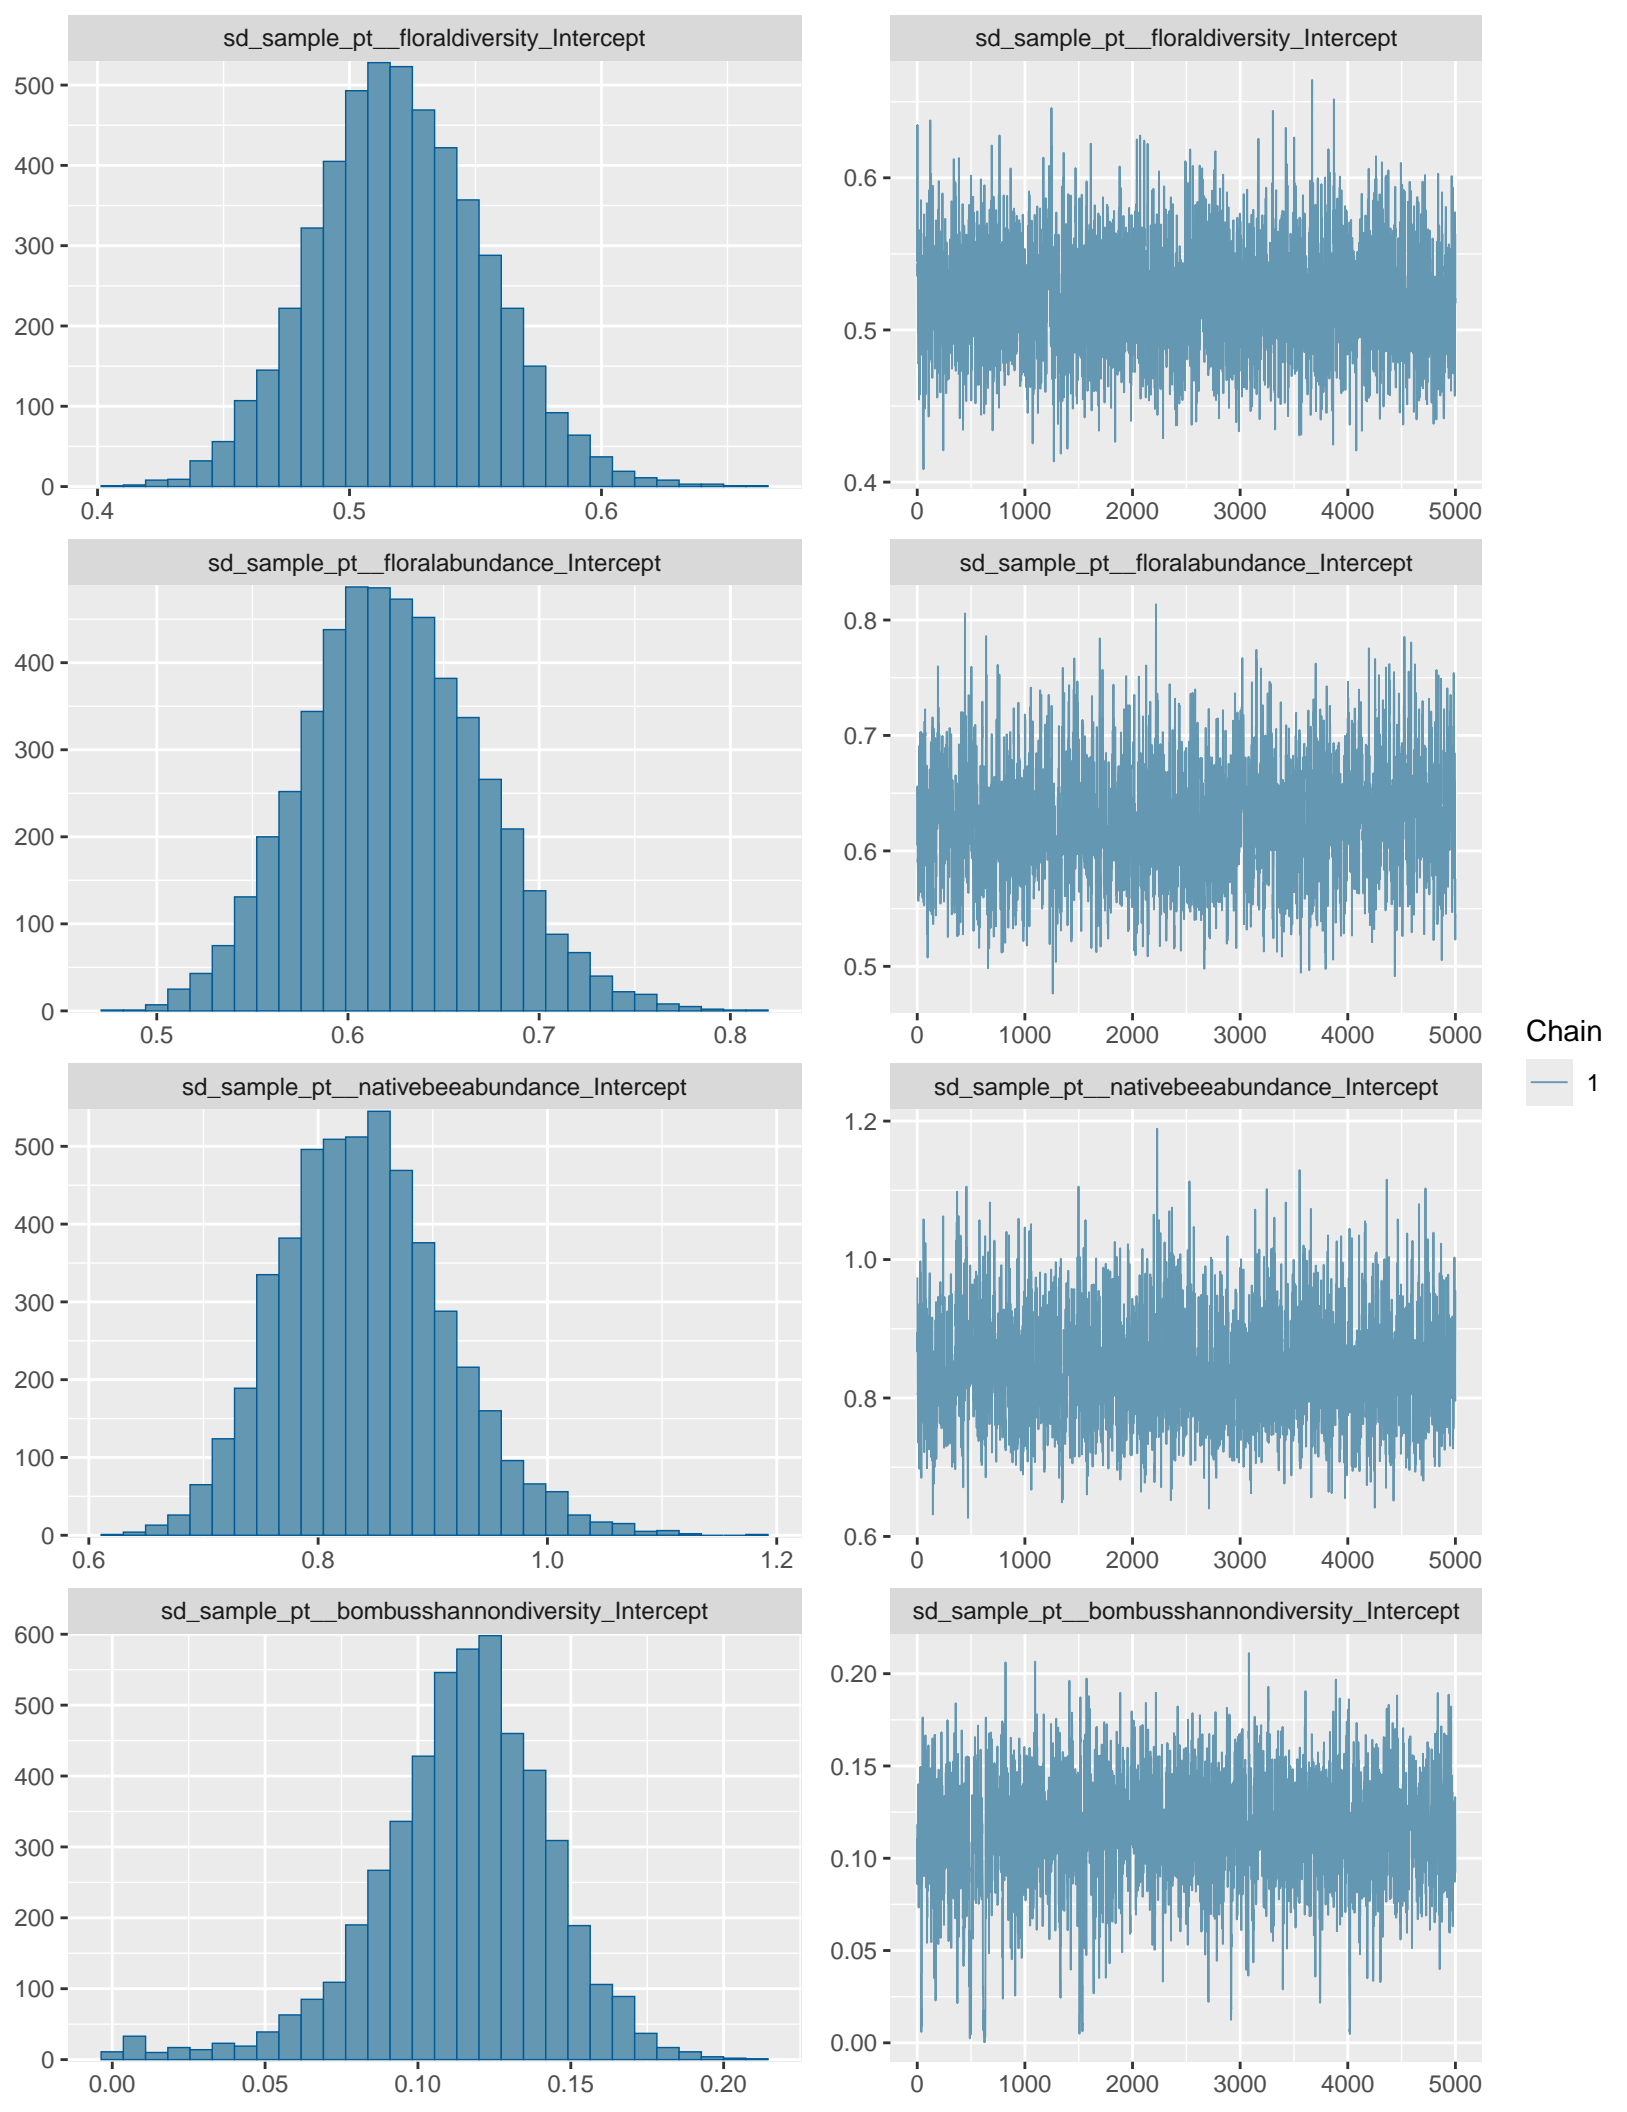 sd_sample_pt__floraldiversity_Intercept
sd_sample_pt__floraldiversity_Intercept
500
400
300
200
100
0
0.4 0.5 0.6
0.6
0.5
0.4
0 1000 2000 3000 4000 5000
sd_sample_pt__floralabundance_Intercept
sd_sample_pt__floralabundance_Intercept
400
300
200
100
0
0.5 0.6 0.7 0.8
0.8
0.7
0.6
0.5
0 1000 2000 3000 4000 5000
Chain
1
sd_sample_pt__nativebeeabundance_Intercept
sd_sample_pt__nativebeeabundance_Intercept
500
400
300
200
100
0
0.6 0.8 1.0 1.2
1.2
1.0
0.8
0.6
0 1000 2000 3000 4000 5000
sd_sample_pt__bombusshannondiversity_Intercept
sd_sample_pt__bombusshannondiversity_Intercept
600
500
400
300
200
100
0
0.00 0.05 0.10 0.15 0.20
0.20
0.15
0.10
0.05
0.00
0 1000 2000 3000 4000 5000